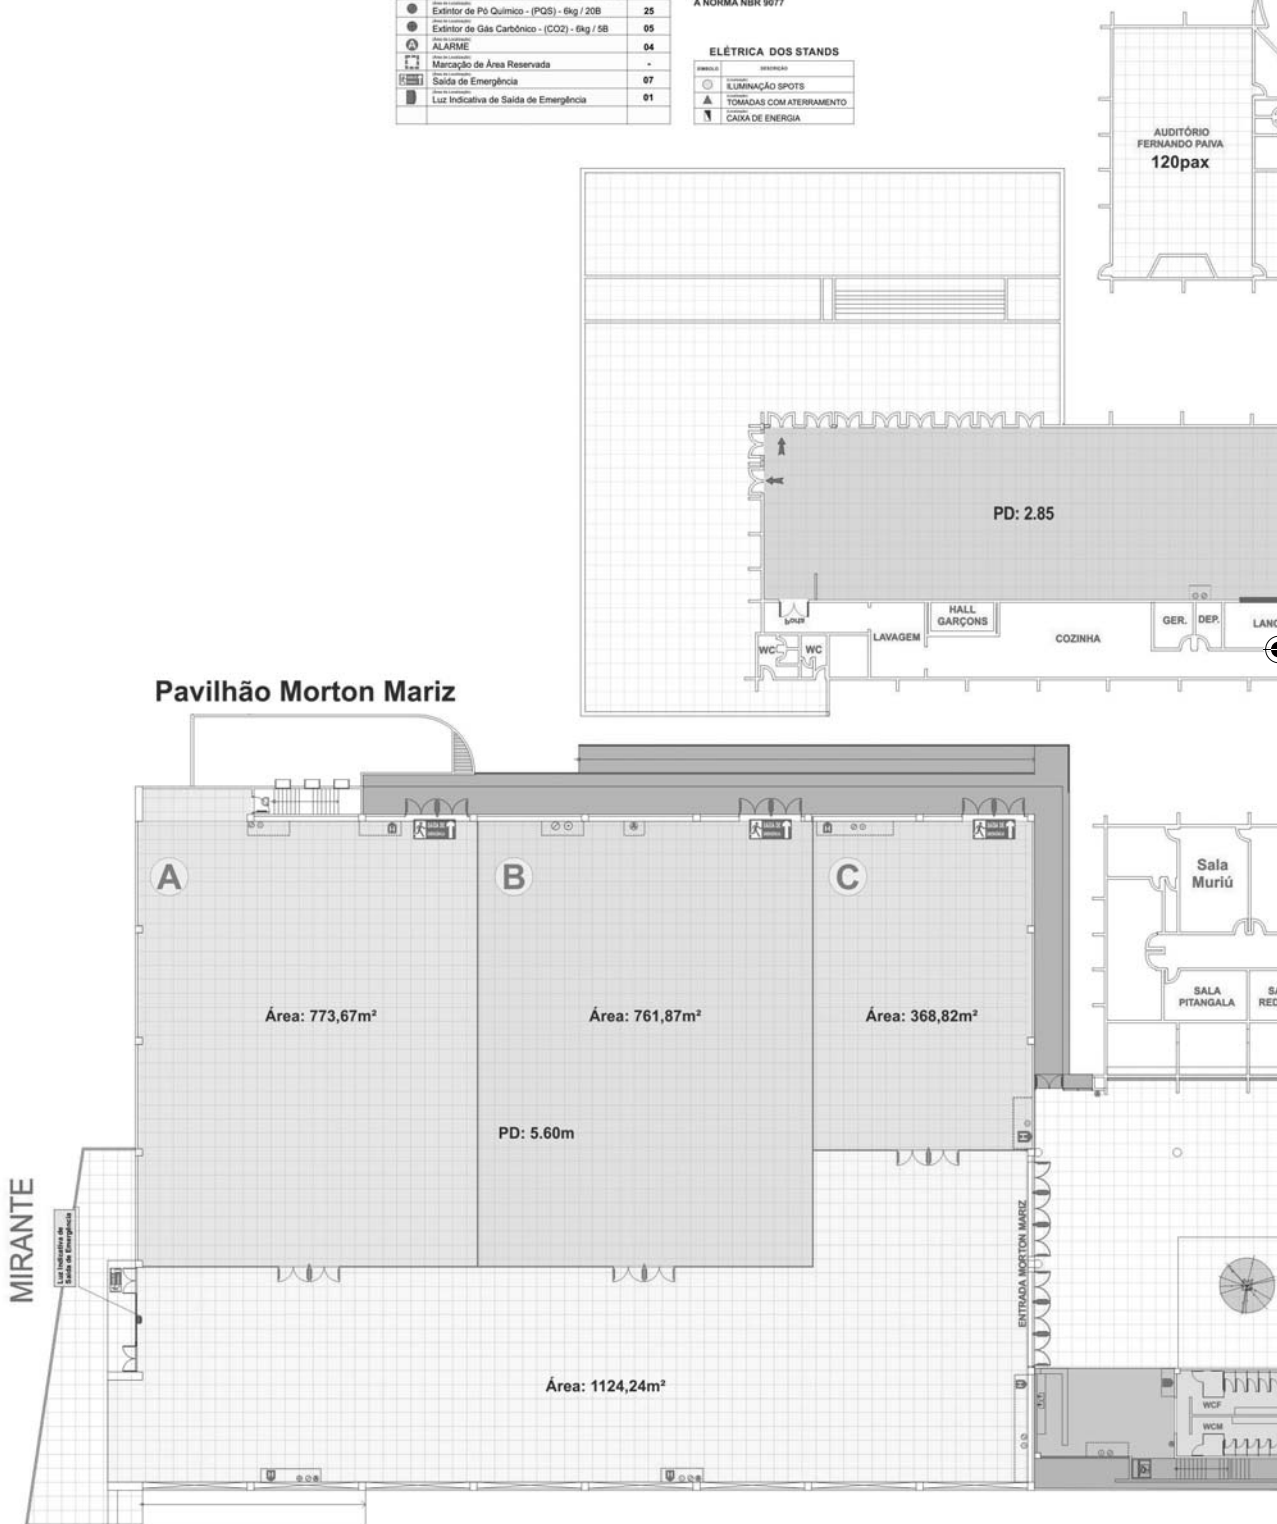 Extintor de Pó Químico - (PQS) - 6kg / 20B 25
Extintor de Gás Carbônico - (CO2) - 6kg / 5B 05
A ALARME 04
Marcação de Área Reservada -
Saída de Emergência 07
Luz Indicativa de Saída de Emergência 01
A NORMA NBR 9077
ELÉTRICA DOS STANDS
SÍMBOLO DESCRIÇÃO
ILUMINAÇÃO SPOTS
TOMADAS COM ATERRAMENTO
CAIXA DE ENERGIA
AUDITÓRIO
FERNANDO PAIVA
120pax
PD: 2.85
HALL
GARÇONS
LAVAGEM
COZINHA
GER.
DEP.
LANC
WC
WC
Pavilhão Morton Mariz
A
B
C
Sala
Muriú
Área: 773,67m²
Área: 761,87m²
Área: 368,82m²
SALA
PITANGALA
SA
RED
PD: 5.60m
MIRANTE
Luz Indicativa de
Saída de Emergência
ENTRADA MORTON MARIZ
Área: 1124,24m²
WCF
WCM